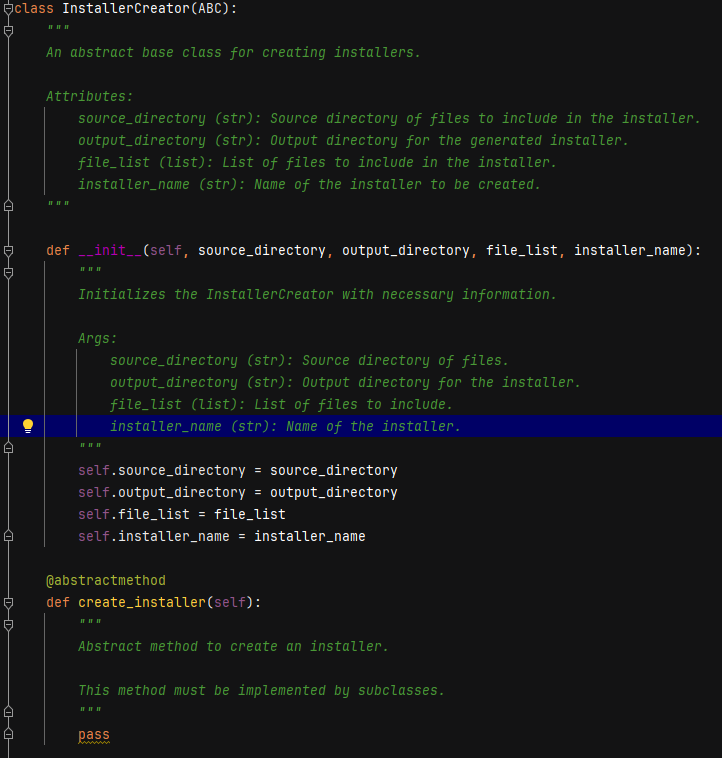 class InstallerCreator(ABC):
    """
    An abstract base class for creating installers.

    Attributes:
        source_directory (str): Source directory of files to include in the installer.
        output_directory (str): Output directory for the generated installer.
        file_list (list): List of files to include in the installer.
        installer_name (str): Name of the installer to be created.
    """

    def __init__(self, source_directory, output_directory, file_list, installer_name):
        """
        Initializes the InstallerCreator with necessary information.

        Args:
            source_directory (str): Source directory of files.
            output_directory (str): Output directory for the installer.
            file_list (list): List of files to include.
            installer_name (str): Name of the installer.
        """
        self.source_directory = source_directory
        self.output_directory = output_directory
        self.file_list = file_list
        self.installer_name = installer_name

    @abstractmethod
    def create_installer(self):
        """
        Abstract method to create an installer.

        This method must be implemented by subclasses.
        """
        pass